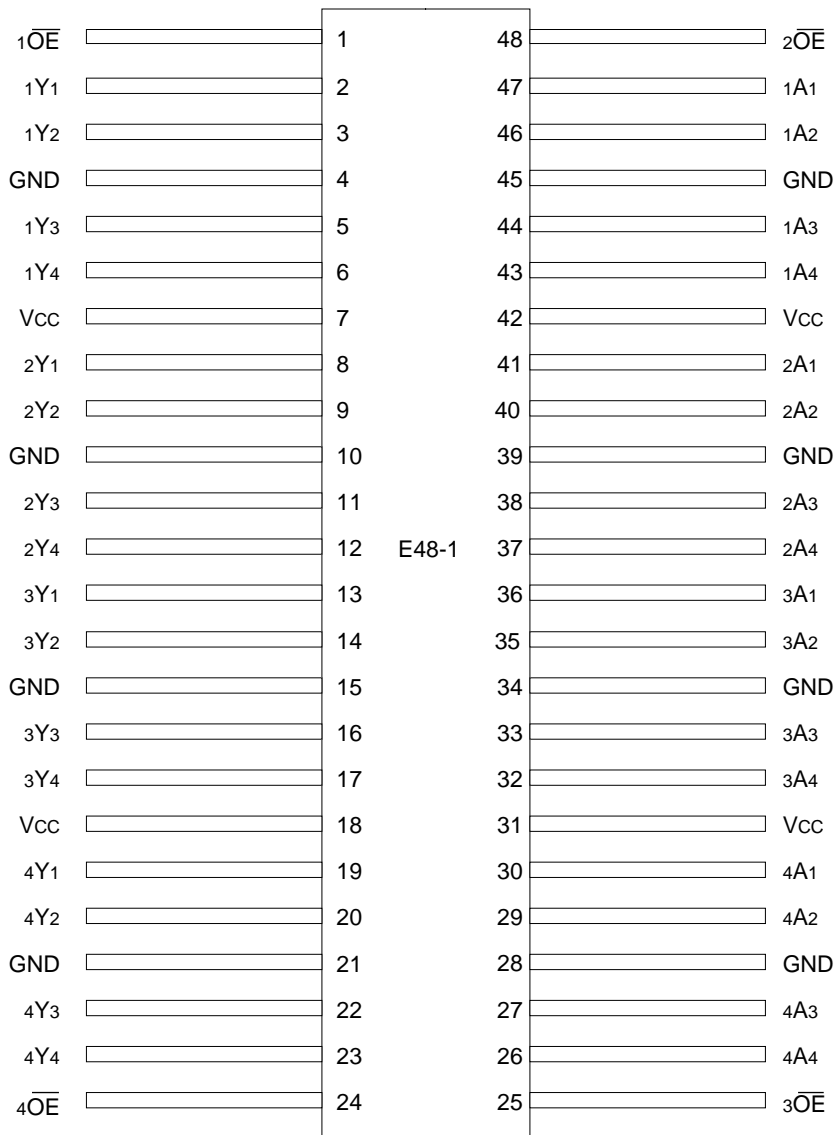 1O̅E̅ 1 48 2O̅E̅
1Y1 2 47 1A1
1Y2 3 46 1A2
GND 4 45 GND
1Y3 5 44 1A3
1Y4 6 43 1A4
VCC 7 42 VCC
2Y1 8 41 2A1
2Y2 9 40 2A2
GND 10 39 GND
2Y3 11 38 2A3
2Y4 12 E48-1 37 2A4
3Y1 13 36 3A1
3Y2 14 35 3A2
GND 15 34 GND
3Y3 16 33 3A3
3Y4 17 32 3A4
VCC 18 31 VCC
4Y1 19 30 4A1
4Y2 20 29 4A2
GND 21 28 GND
4Y3 22 27 4A3
4Y4 23 26 4A4
4O̅E̅ 24 25 3O̅E̅